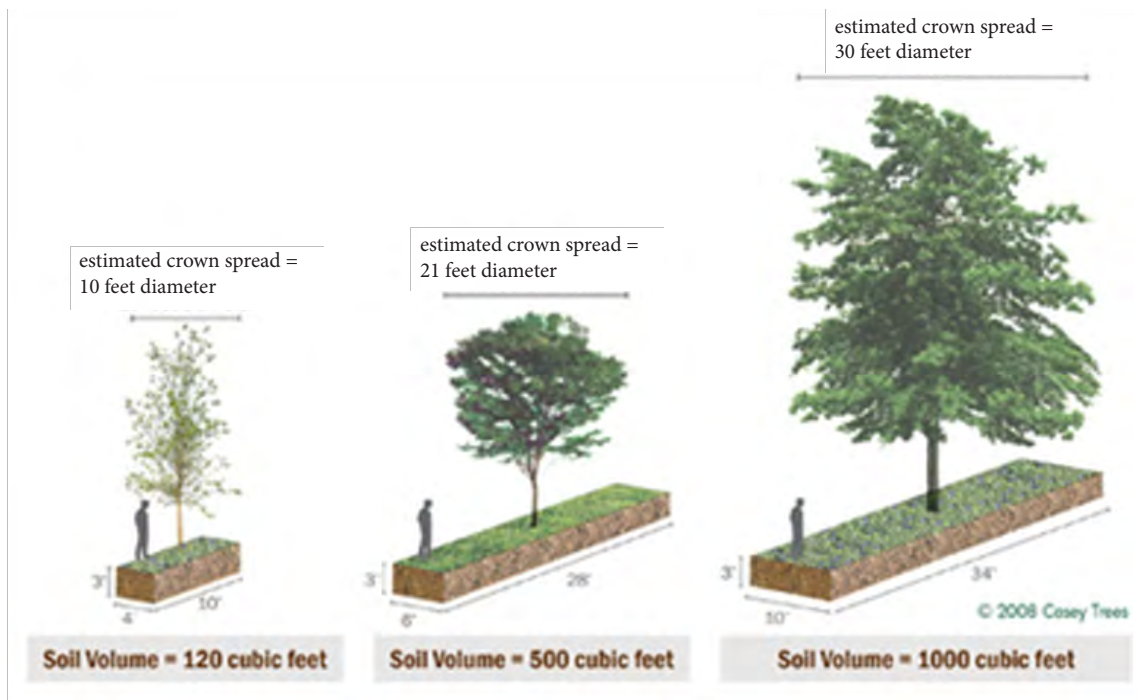 estimated crown spread =
30 feet diameter
estimated crown spread =
21 feet diameter
estimated crown spread =
10 feet diameter
3'
4'
10'
3'
6'
28'
3'
10'
34'
© 2008 Casey Trees
Soil Volume = 120 cubic feet
Soil Volume = 500 cubic feet
Soil Volume = 1000 cubic feet